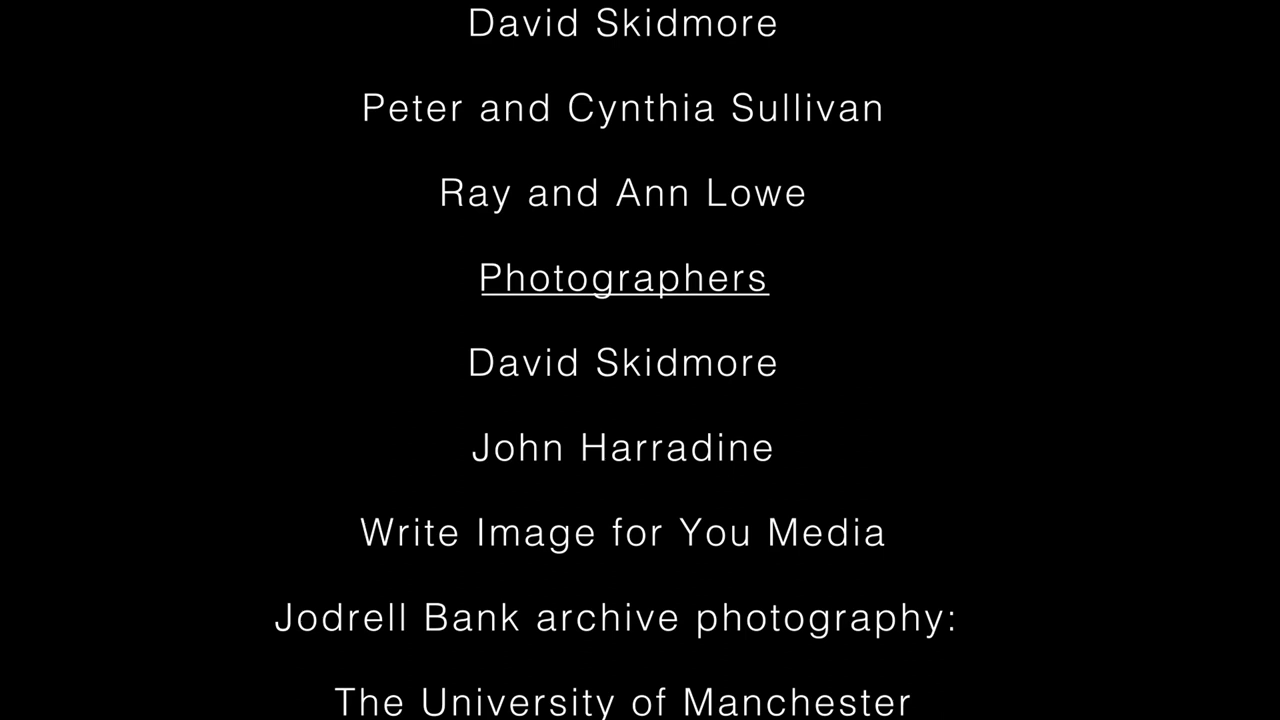 David Skidmore
Peter and Cynthia Sullivan
Ray and Ann Lowe
Photographers
David Skidmore
John Harradine
Write Image for You Media
Jodrell Bank archive photography:
The University of Manchester